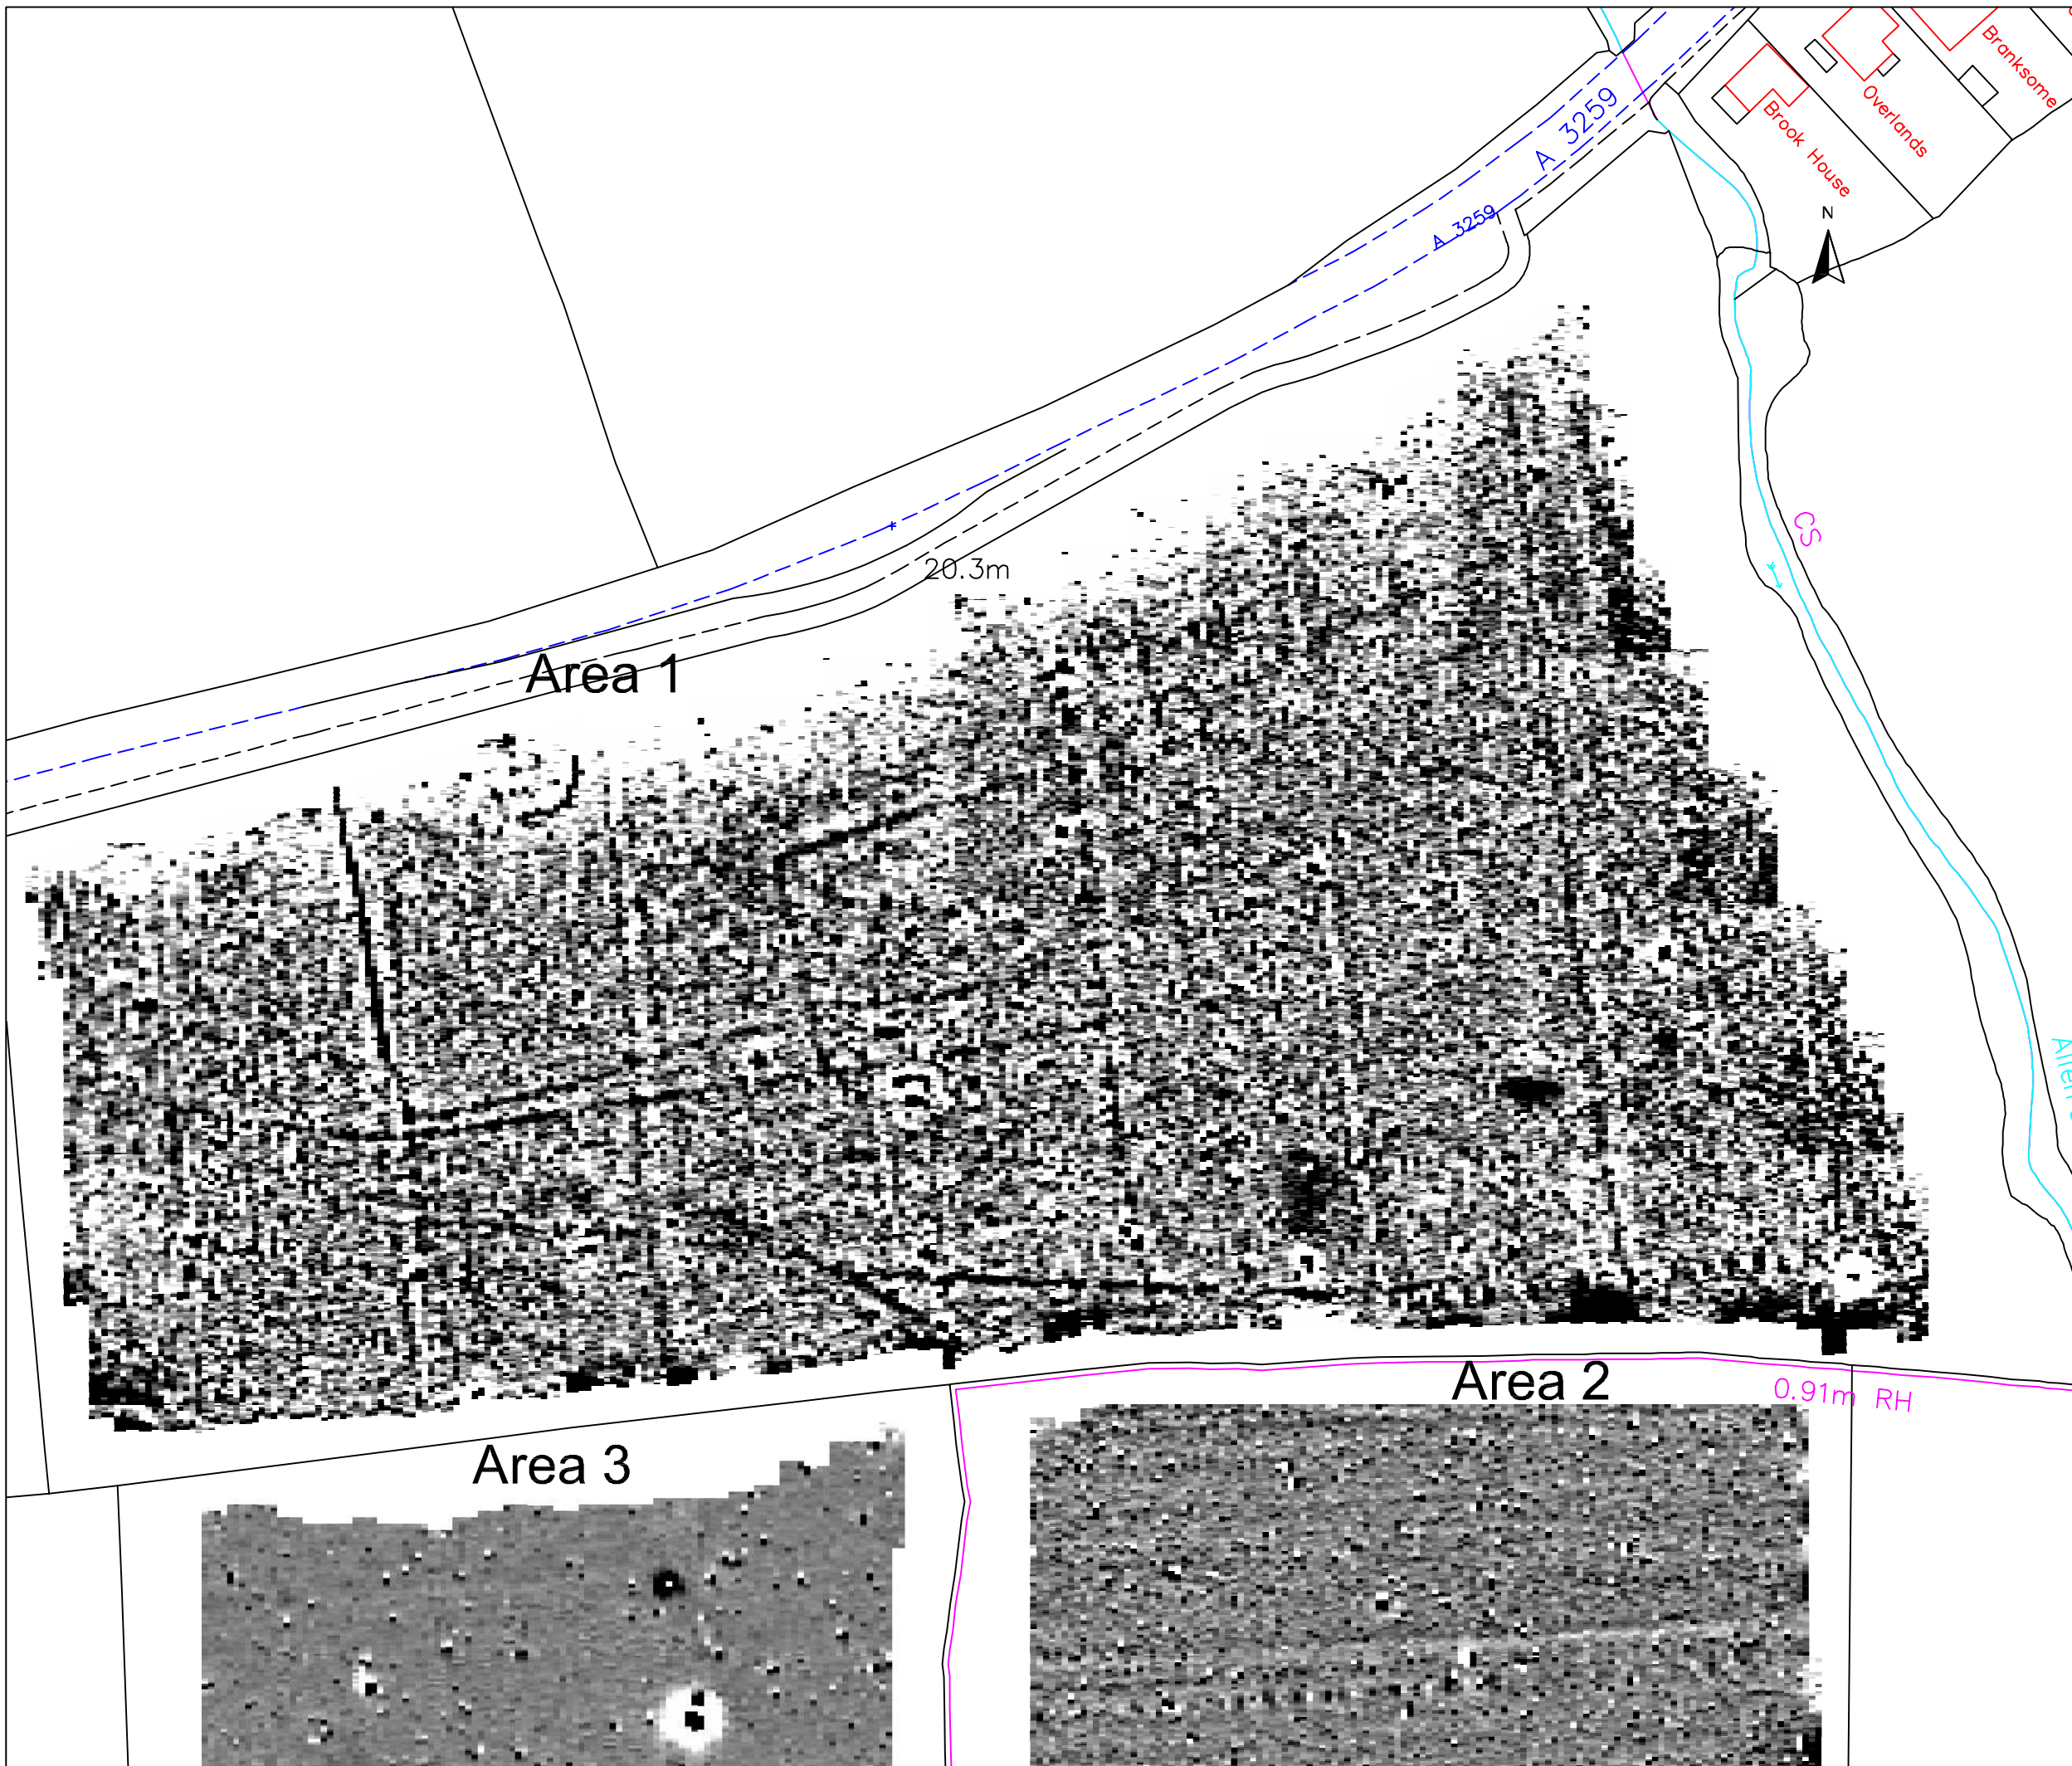 Branksome
Overlands
Brook House
A 3259
A 3259
N
CS
20.3m
Area 1
Area 2
0.91m RH
Area 3